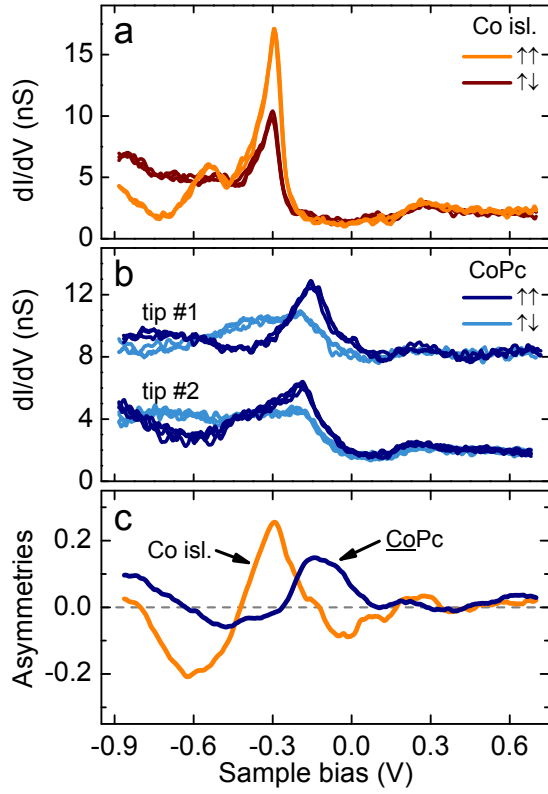 a
Co isl.
↑↑
↑↓
dI/dV (nS)
15
10
5
0
b
CoPc
↑↑
↑↓
tip #1
tip #2
dI/dV (nS)
12
8
4
0
c
Co isl.
CoPc
Asymmetries
0.2
0.0
-0.2
-0.9 -0.6 -0.3 0.0 0.3 0.6
Sample bias (V)